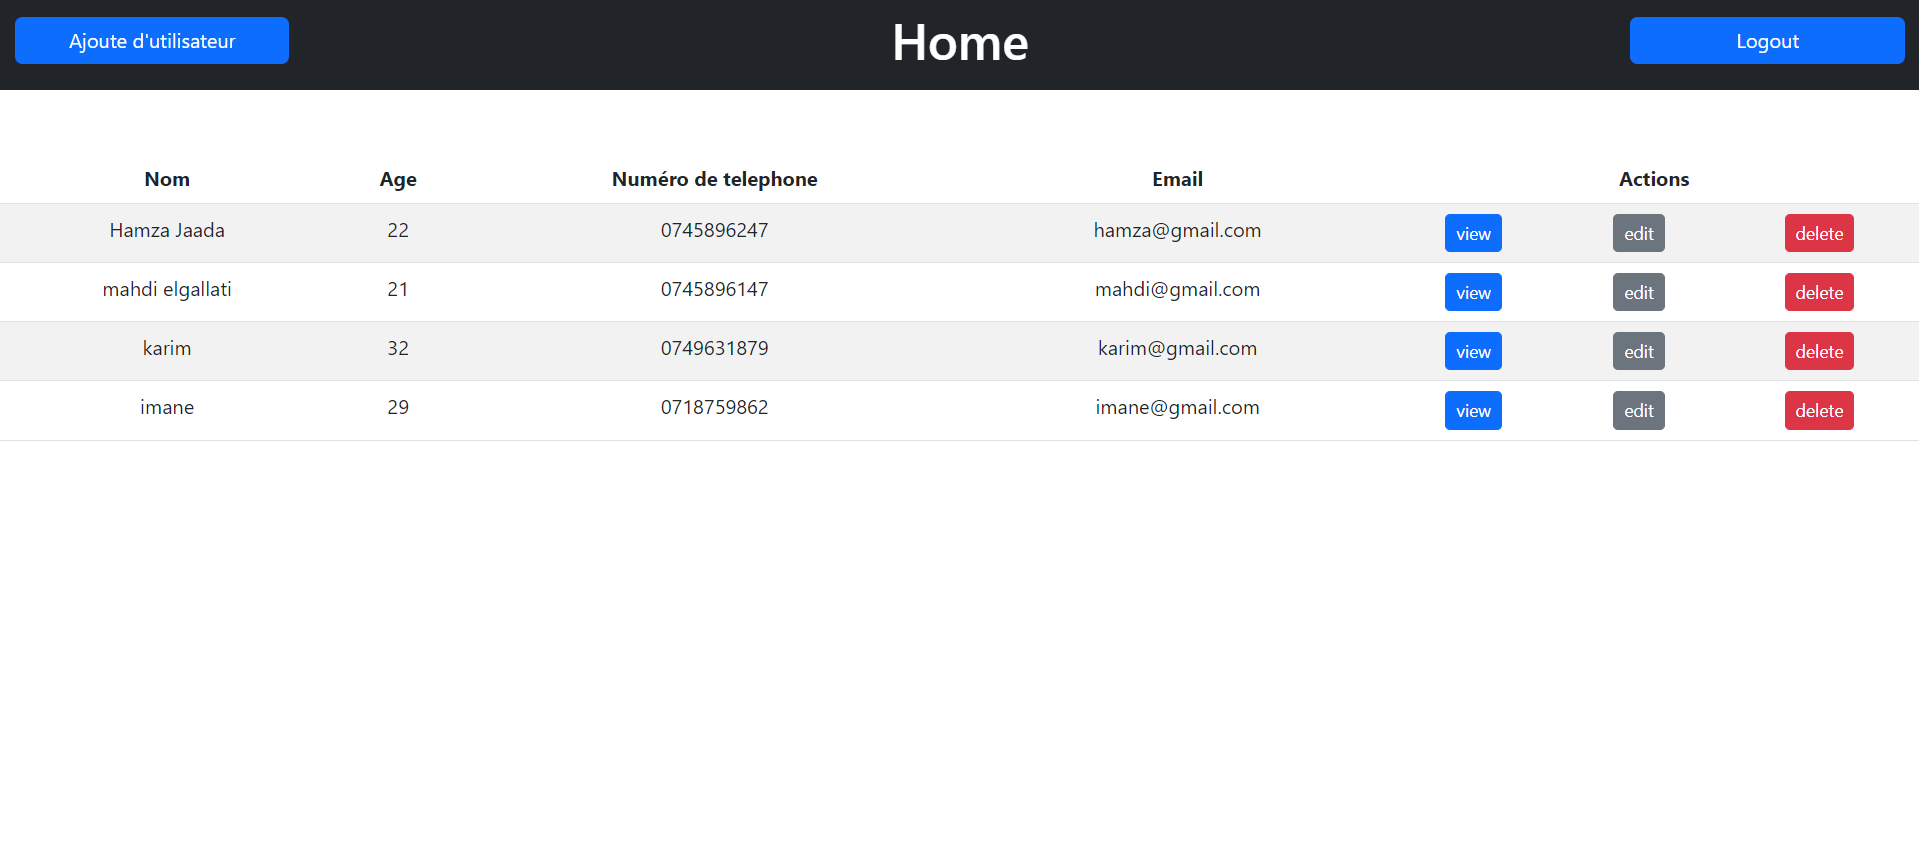 Ajoute d'utilisateur Home Logout
Nom Age Numéro de telephone Email Actions
Hamza Jaada 22 0745896247 hamza@gmail.com view edit delete
mahdi elgallati 21 0745896147 mahdi@gmail.com view edit delete
karim 32 0749631879 karim@gmail.com view edit delete
imane 29 0718759862 imane@gmail.com view edit delete